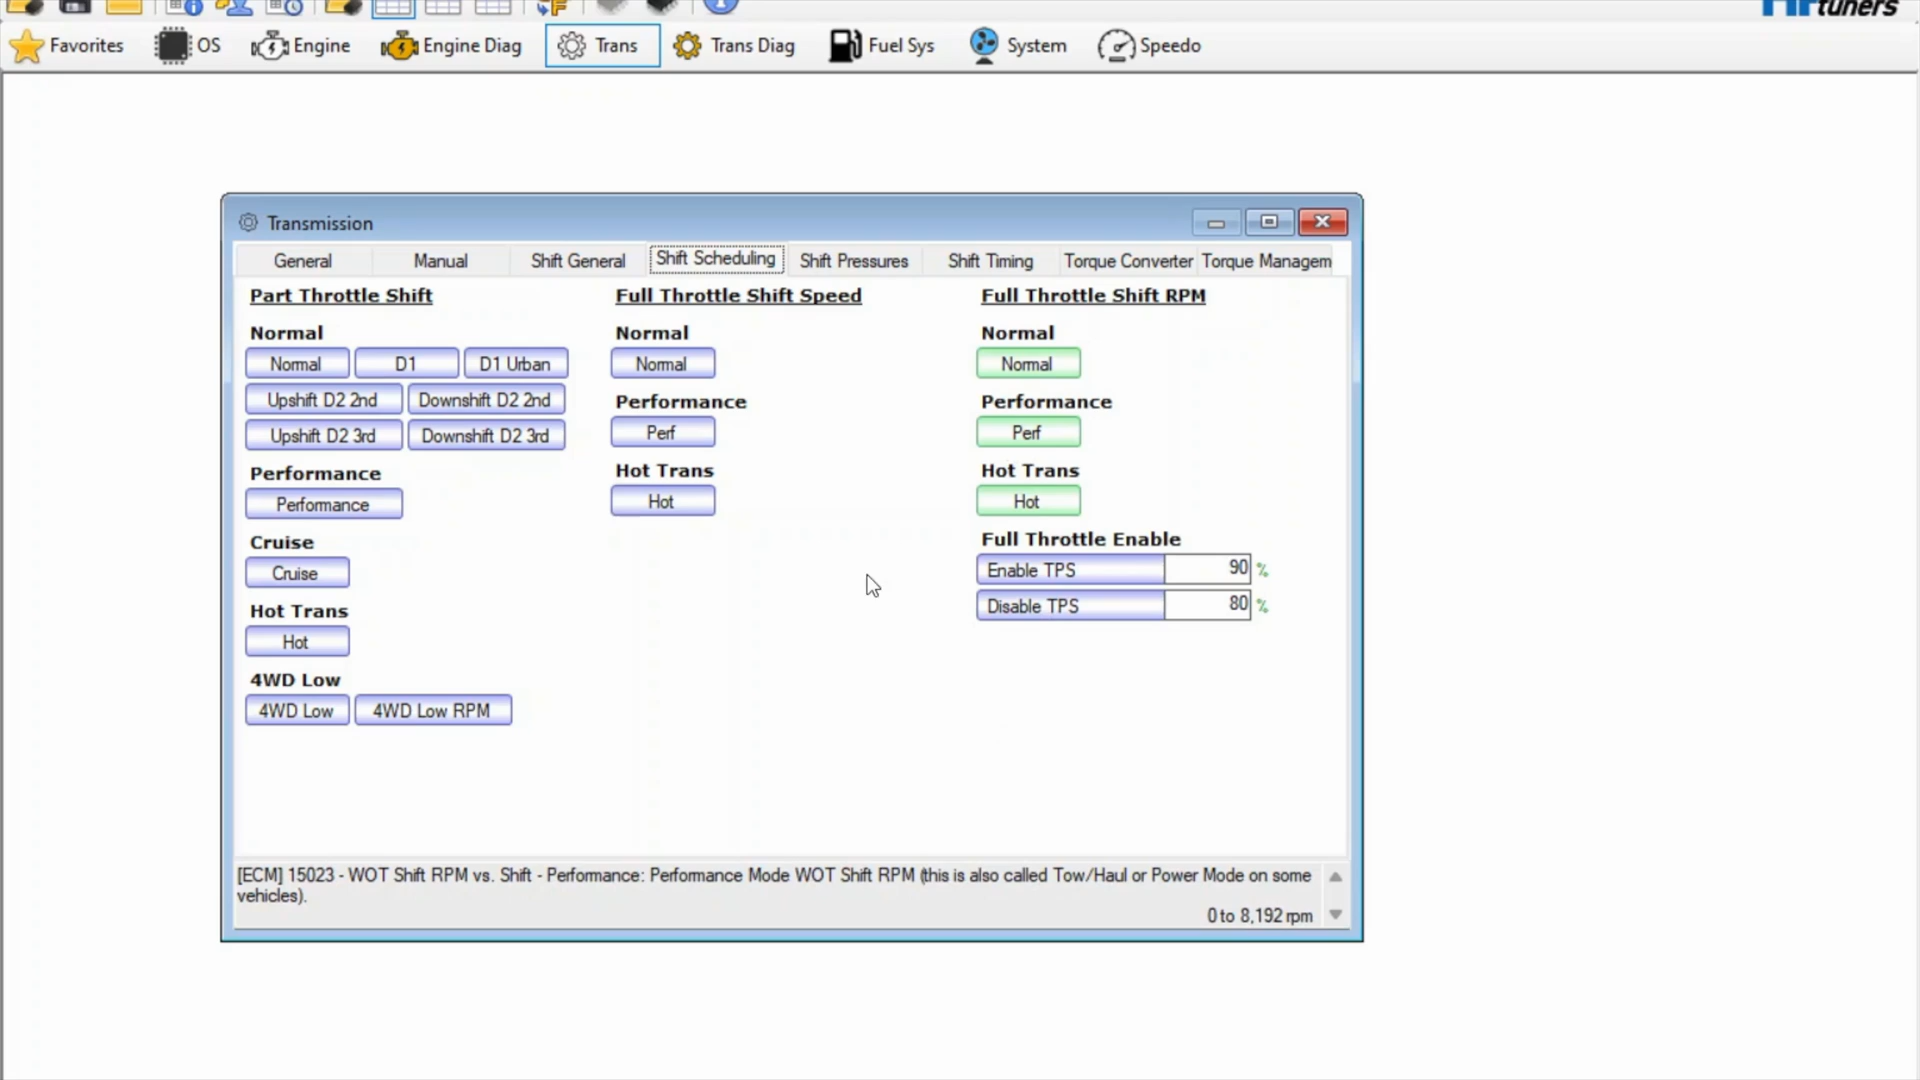 tuners
Favorites OS Engine Engine Diag Trans Trans Diag Fuel Sys System Speedo
Transmission
General Manual Shift General Shift Scheduling Shift Pressures Shift Timing Torque Converter Torque Managem
Part Throttle Shift Full Throttle Shift Speed Full Throttle Shift RPM
Normal Normal Normal
Normal D1 D1 Urban Normal Normal
Upshift D2 2nd Downshift D2 2nd Performance Performance
Upshift D2 3rd Downshift D2 3rd Perf Perf
Performance Hot Trans Hot Trans
Performance Hot Hot
Cruise Full Throttle Enable
Cruise Enable TPS 90 %
Hot Trans Disable TPS 80 %
Hot
4WD Low
4WD Low 4WD Low RPM
[ECM] 15023 - WOT Shift RPM vs. Shift - Performance: Performance Mode WOT Shift RPM (this is also called Tow/Haul or Power Mode on some
vehicles).
0 to 8,192 rpm